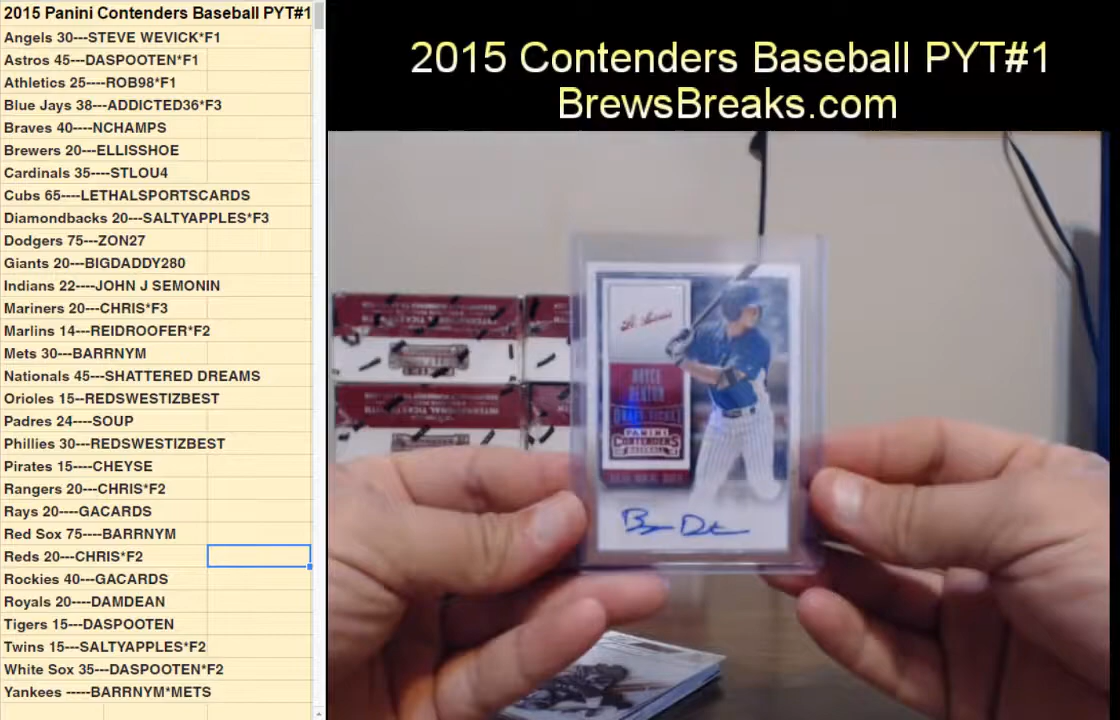 2015 Panini Contenders Baseball PYT#1
Angels 30---STEVE WEVICK*F1
Astros 45---DASPOOTEN*F1
Athletics 25----ROB98*F1
Blue Jays 38---ADDICTED36*F3
Braves 40----NCHAMPS
Brewers 20---ELLISSHOE
Cardinals 35----STLOU4
Cubs 65----LETHALSPORTSCARDS
Diamondbacks 20---SALTYAPPLES*F3
Dodgers 75---ZON27
Giants 20---BIGDADDY280
Indians 22----JOHN J SEMONIN
Mariners 20---CHRIS*F3
Marlins 14---REIDROOFER*F2
Mets 30---BARRNYM
Nationals 45---SHATTERED DREAMS
Orioles 15--REDSWESTIZBEST
Padres 24----SOUP
Phillies 30---REDSWESTIZBEST
Pirates 15----CHEYSE
Rangers 20---CHRIS*F2
Rays 20----GACARDS
Red Sox 75----BARRNYM
Reds 20---CHRIS*F2
Rockies 40---GACARDS
Royals 20----DAMDEAN
Tigers 15----DASPOOTEN
Twins 15---SALTYAPPLES*F2
White Sox 35---DASPOOTEN*F2
Yankees -----BARRNYM*METS
2015 Contenders Baseball PYT#1
BrewsBreaks.com
BRYCE
DENTON
DRAFT TICKET
PANINI
CONTENDERS
BASEBALL